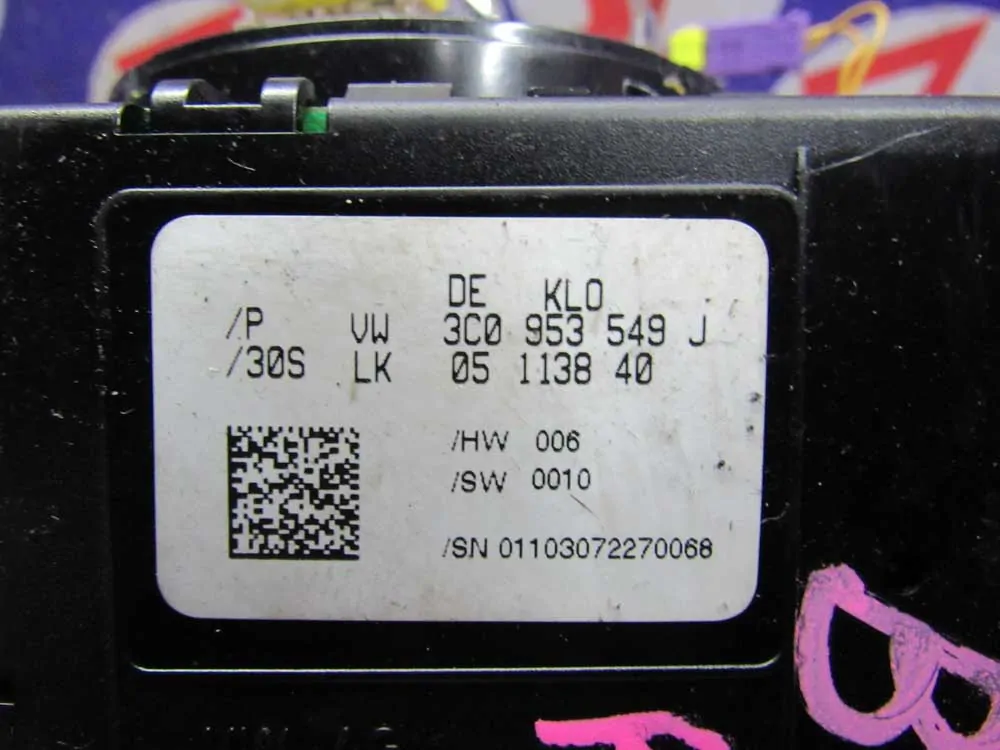 DE KLO
/P VW 3C0 953 549 J
/30S LK 05 1138 40
/HW 006
/SW 0010
/SN 01103072270068
B